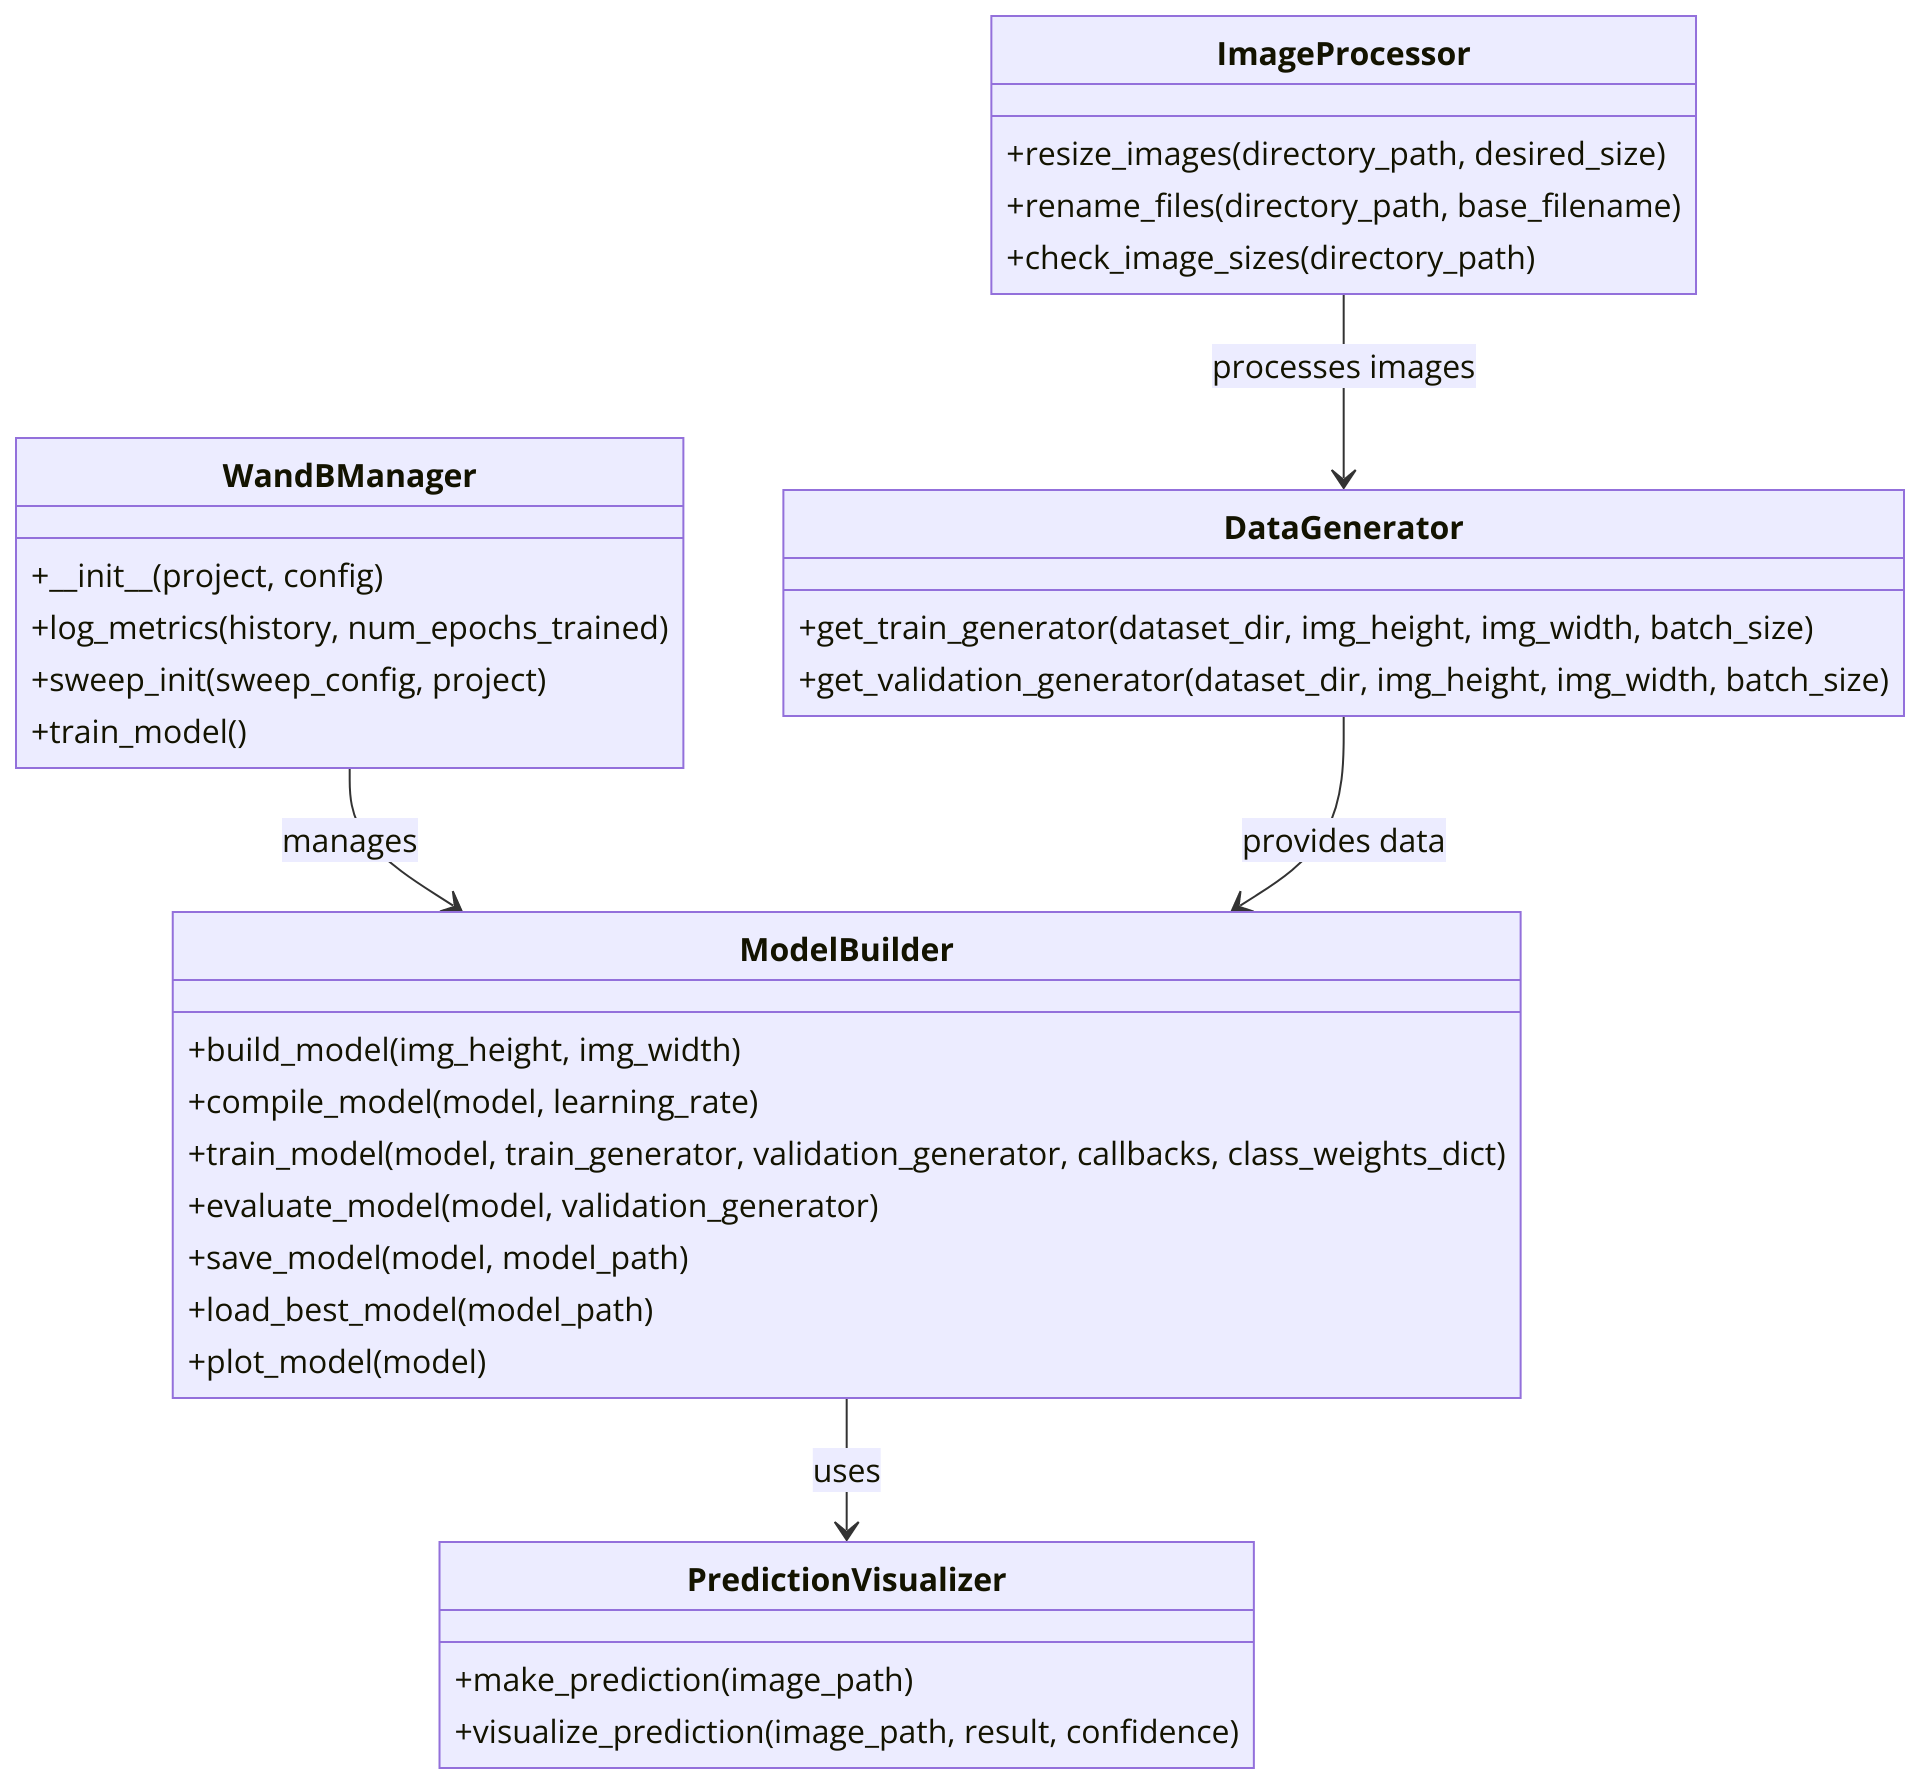 ImageProcessor
+resize_images(directory_path, desired_size)
+rename_files(directory_path, base_filename)
+check_image_sizes(directory_path)
processes images
WandBManager
+__init__(project, config)
+log_metrics(history, num_epochs_trained)
+sweep_init(sweep_config, project)
+train_model()
DataGenerator
+get_train_generator(dataset_dir, img_height, img_width, batch_size)
+get_validation_generator(dataset_dir, img_height, img_width, batch_size)
manages
provides data
ModelBuilder
+build_model(img_height, img_width)
+compile_model(model, learning_rate)
+train_model(model, train_generator, validation_generator, callbacks, class_weights_dict)
+evaluate_model(model, validation_generator)
+save_model(model, model_path)
+load_best_model(model_path)
+plot_model(model)
uses
PredictionVisualizer
+make_prediction(image_path)
+visualize_prediction(image_path, result, confidence)